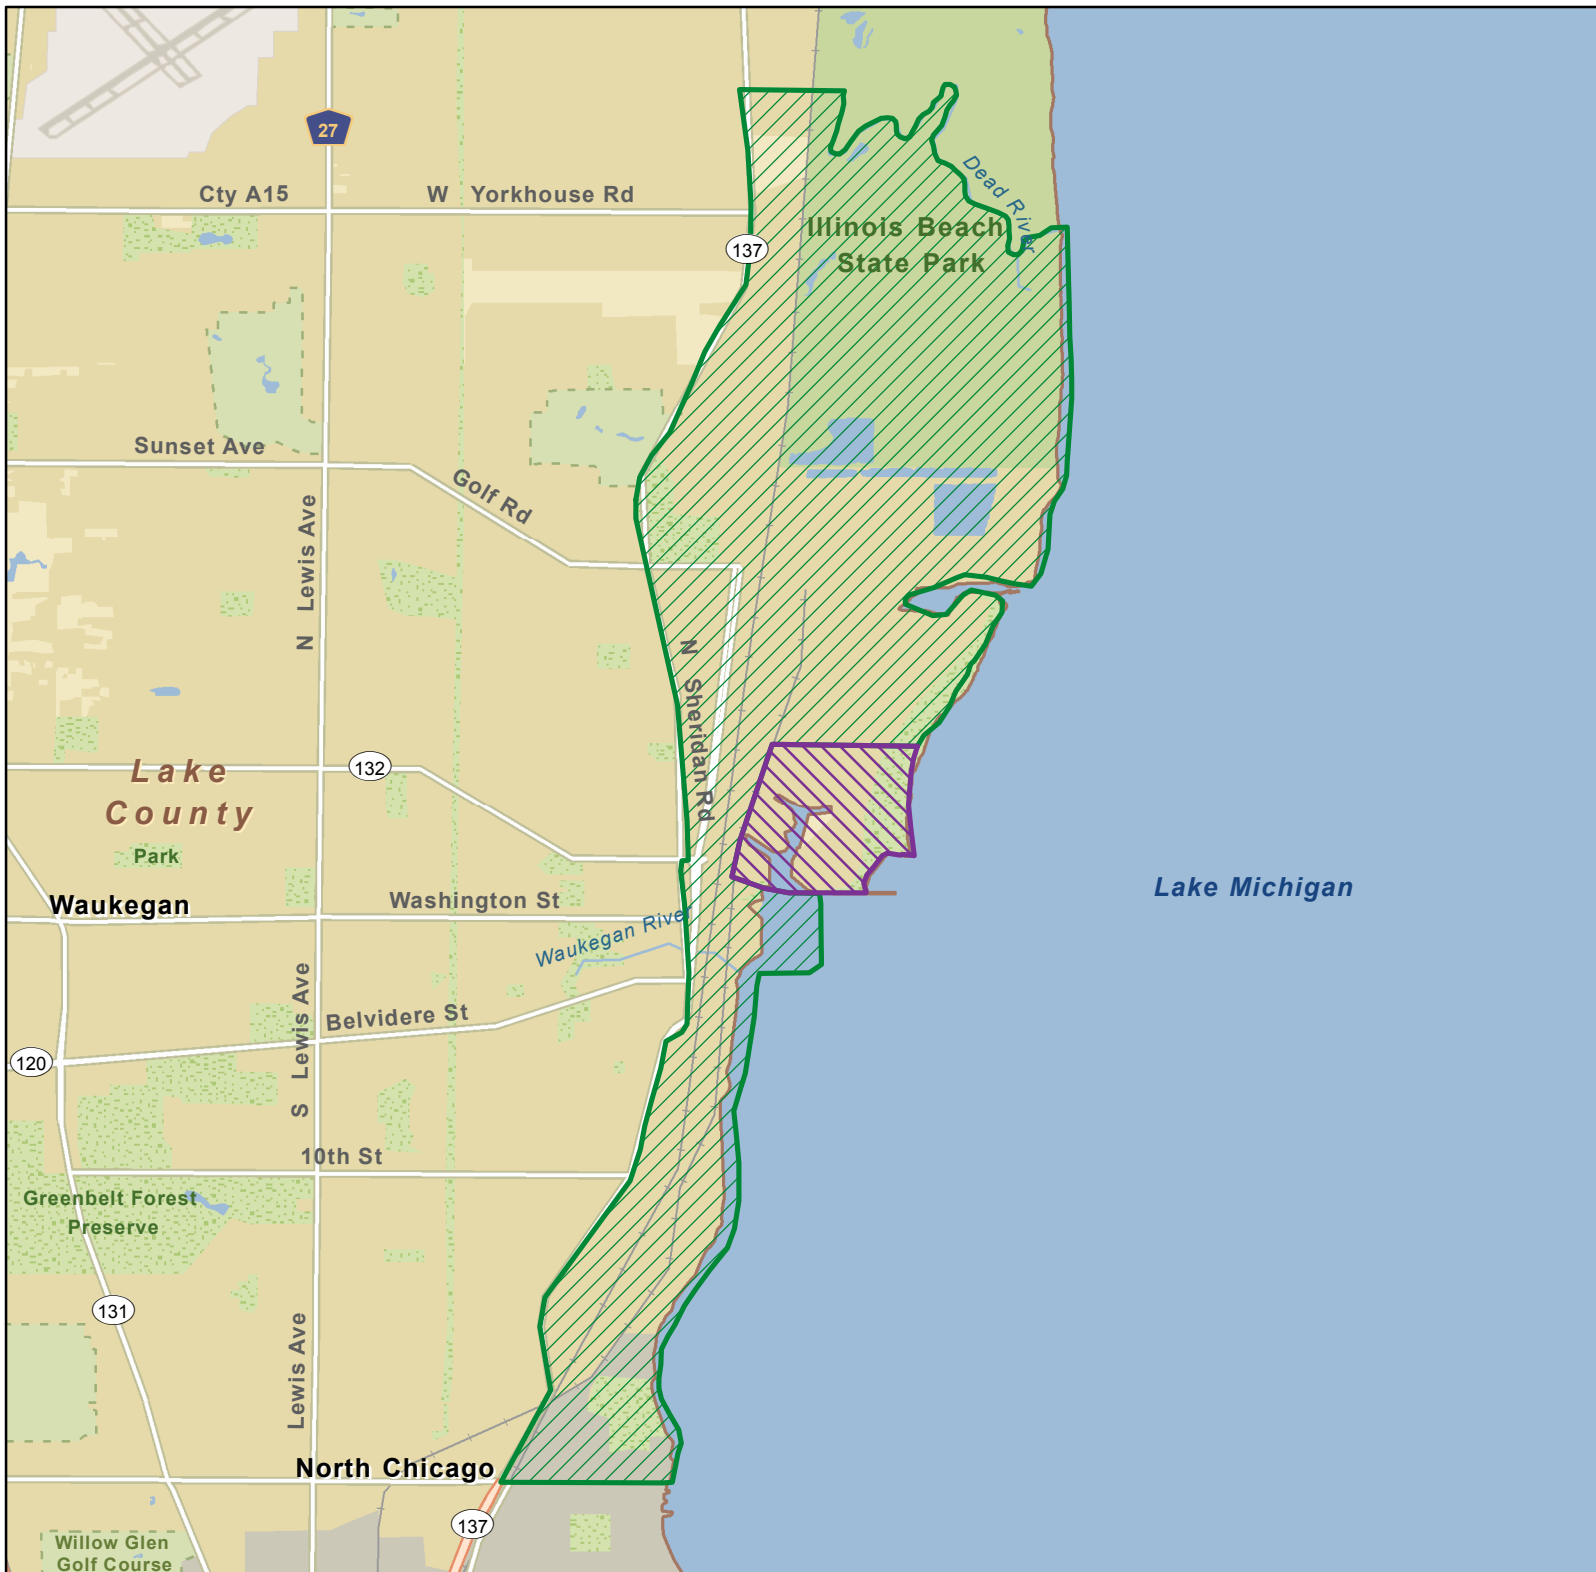 27
Cty A15
W Yorkhouse Rd
137
Dead River
Illinois Beach
State Park
Sunset Ave
Golf Rd
N Lewis Ave
N Sheridan Rd
132
Lake
County
Park
Waukegan
Washington St
Waukegan River
Lake Michigan
S Lewis Ave
Belvidere St
120
10th St
Greenbelt Forest
Preserve
131
Lewis Ave
North Chicago
137
Willow Glen
Golf Course